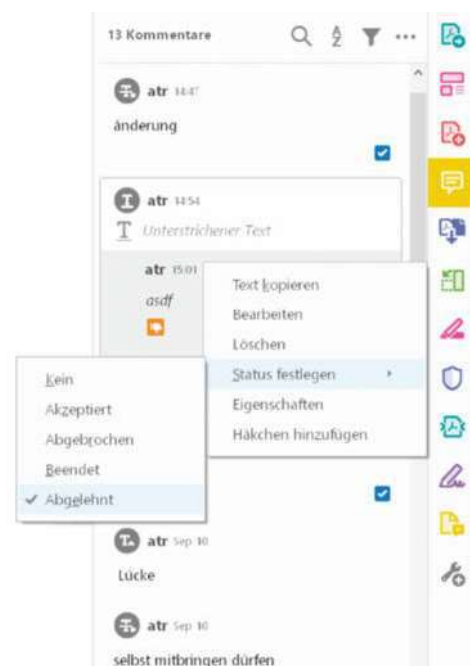 13 Kommentare
atr 14:47
änderung
atr 14:54
Unterstrichener Text
atr 15:01
asdf
Text kopieren
Bearbeiten
Löschen
Status festlegen
Eigenschaften
Häkchen hinzufügen
Kein
Akzeptiert
Abgebrochen
Beendet
Abgelehnt
atr Sep 10
Lücke
atr Sep 10
selbst mitbringen dürfen